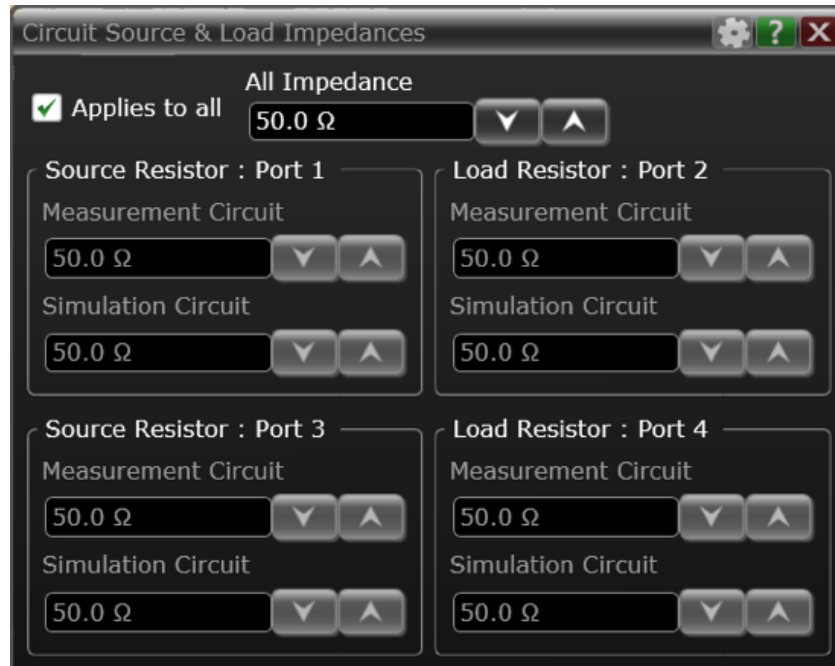 Circuit Source & Load Impedances
?
X
Applies to all
All Impedance
50.0 Ω
Source Resistor : Port 1
Measurement Circuit
50.0 Ω
Simulation Circuit
50.0 Ω
Load Resistor : Port 2
Measurement Circuit
50.0 Ω
Simulation Circuit
50.0 Ω
Source Resistor : Port 3
Measurement Circuit
50.0 Ω
Simulation Circuit
50.0 Ω
Load Resistor : Port 4
Measurement Circuit
50.0 Ω
Simulation Circuit
50.0 Ω